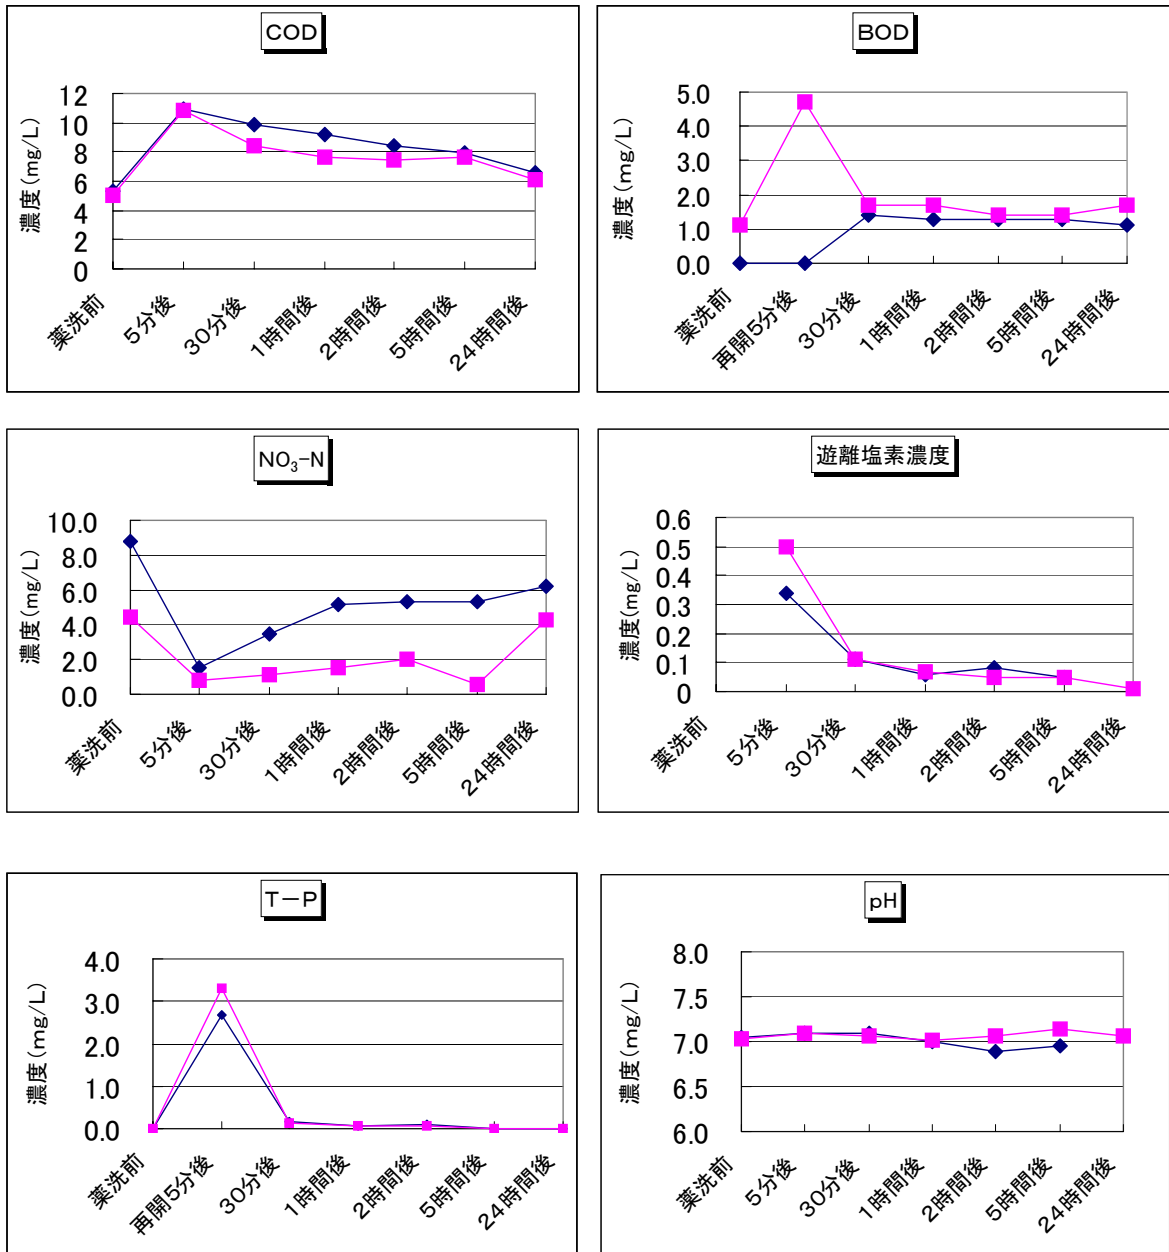 COD
濃度(mg/L)
12
10
8
6
4
2
0
薬洗前
5分後
30分後
1時間後
2時間後
5時間後
24時間後
BOD
濃度(mg/L)
5.0
4.0
3.0
2.0
1.0
0.0
薬洗前
再開5分後
30分後
1時間後
2時間後
5時間後
24時間後
NO₃-N
濃度(mg/L)
10.0
8.0
6.0
4.0
2.0
0.0
薬洗前
5分後
30分後
1時間後
2時間後
5時間後
24時間後
遊離塩素濃度
濃度(mg/L)
0.6
0.5
0.4
0.3
0.2
0.1
0
薬洗前
5分後
30分後
1時間後
2時間後
5時間後
24時間後
T-P
濃度(mg/L)
4.0
3.0
2.0
1.0
0.0
薬洗前
再開5分後
30分後
1時間後
2時間後
5時間後
24時間後
pH
濃度(mg/L)
8.0
7.5
7.0
6.5
6.0
薬洗前
5分後
30分後
1時間後
2時間後
5時間後
24時間後